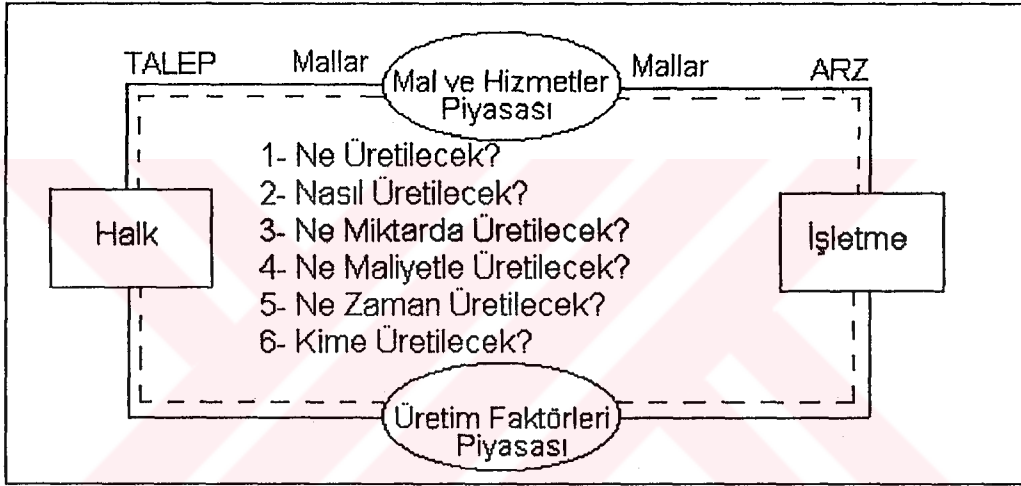 TALEP Mallar Mal ve Hizmetler Piyasası Mallar ARZ
1- Ne Üretilecek?
2- Nasıl Üretilecek?
3- Ne Miktarda Üretilecek?
4- Ne Maliyetle Üretilecek?
5- Ne Zaman Üretilecek?
6- Kime Üretilecek?
Halk
İşletme
Üretim Faktörleri
Piyasası